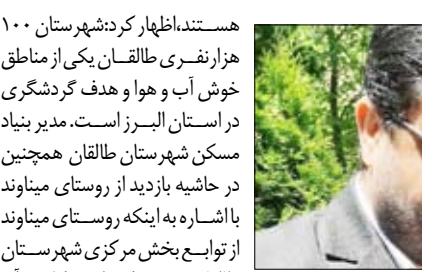 هستند،اظهار کرد:شهرستان ۱۰۰
هزارنفری طالقان یکی از مناطق
خوش آب و هوا و هدف گردشگری
در استان البرز است. مدیر بنیاد
مسکن شهرستان طالقان همچنین
در حاشیه بازدید از روستای میناوند
با اشاره به اینکه روستای میناوند
از توابع بخش مرکزی شهرستان